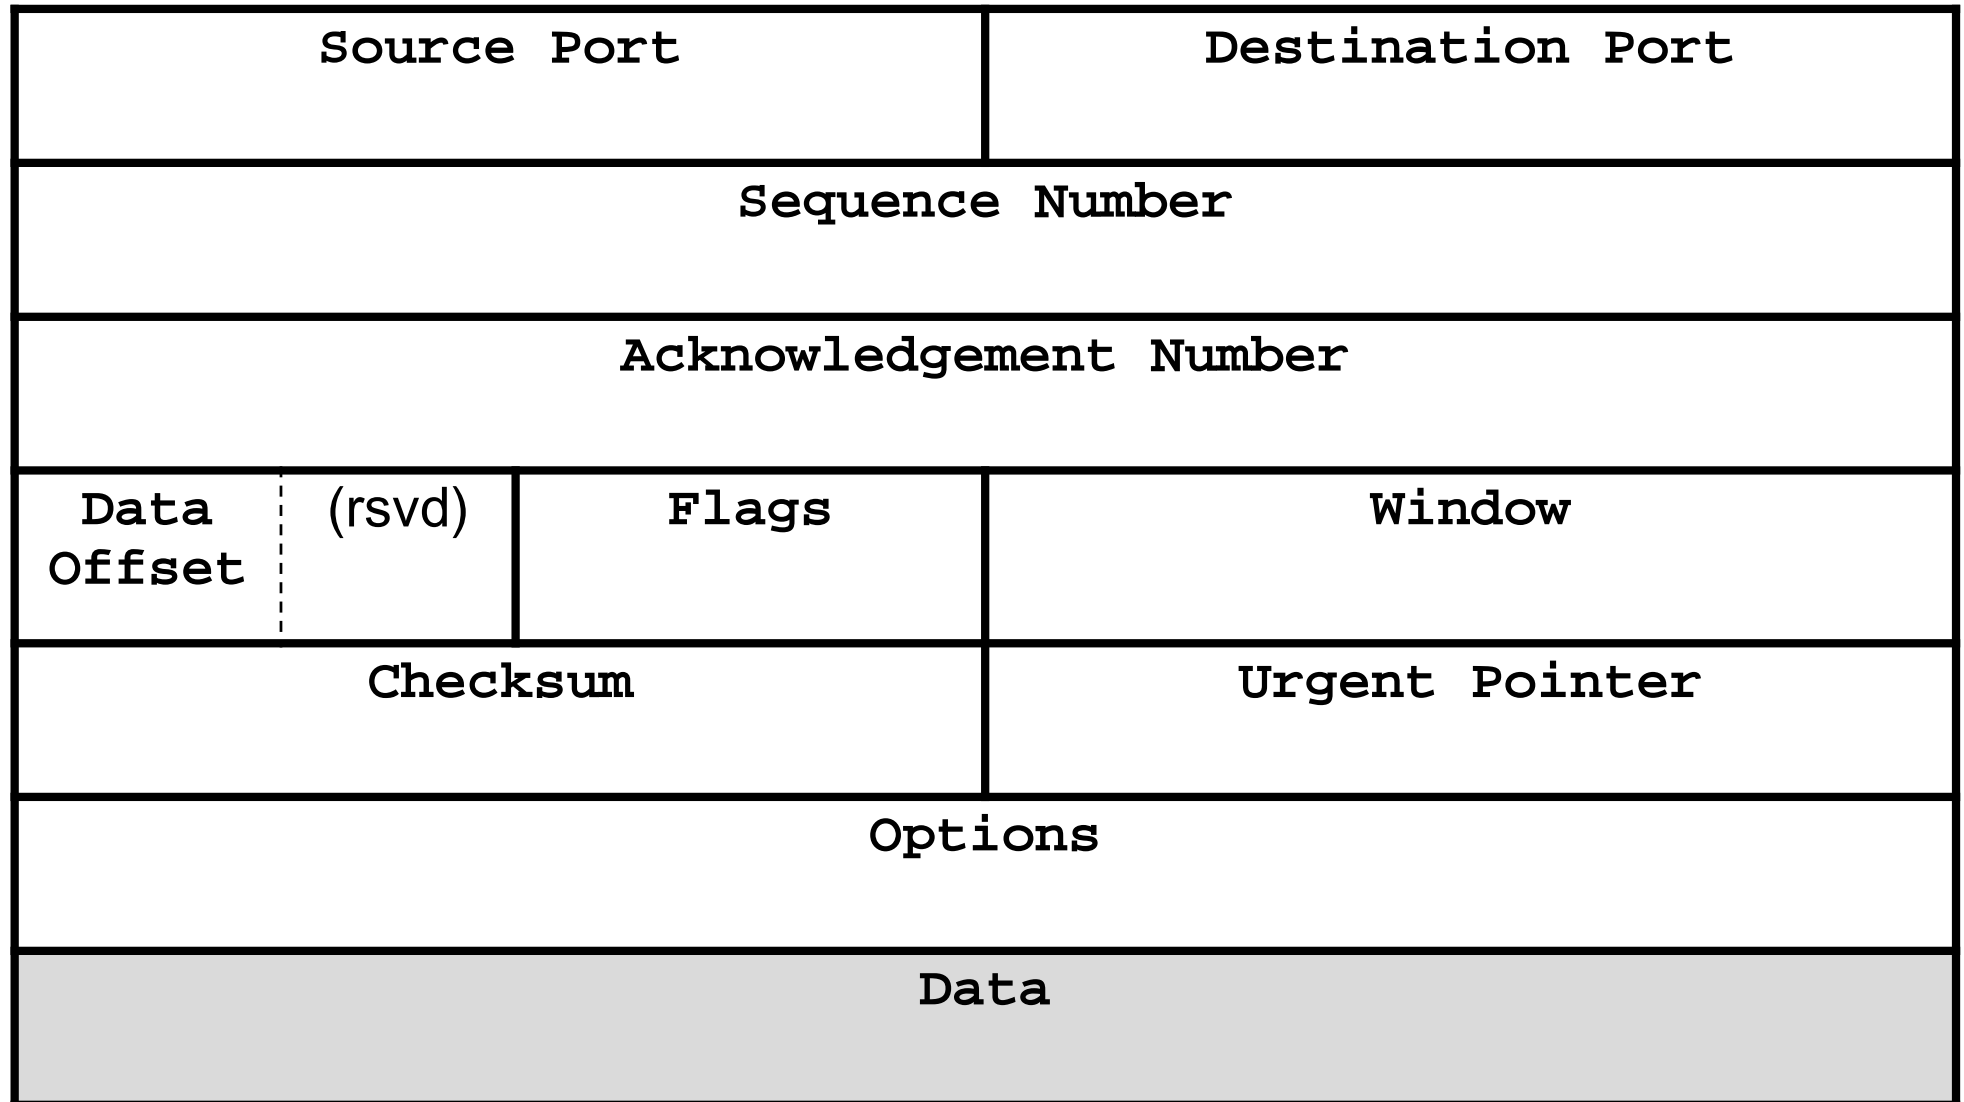 Source Port
Destination Port
Sequence Number
Acknowledgement Number
Data
Offset
(rsvd)
Flags
Window
Checksum
Urgent Pointer
Options
Data